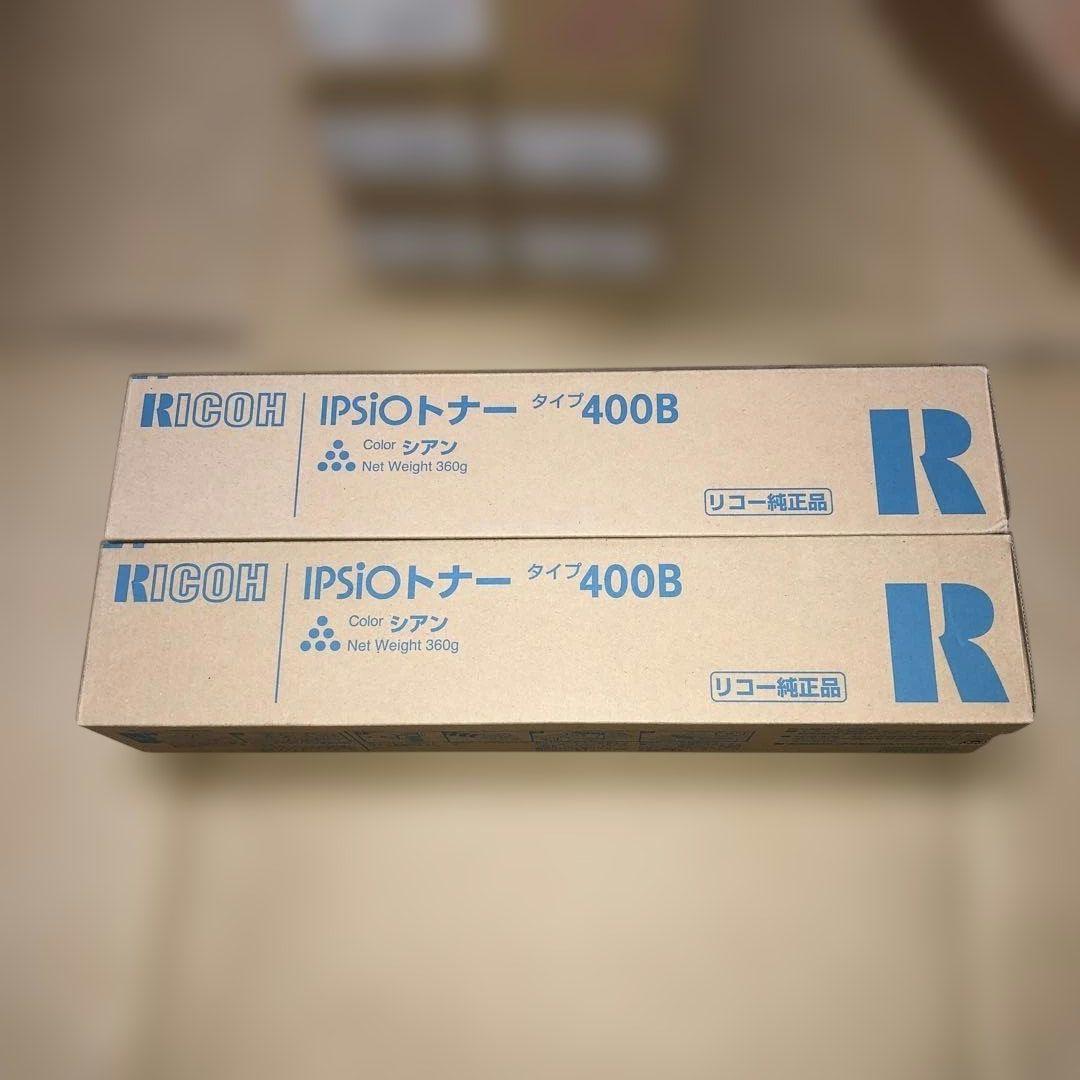 RICOH
IPSiOトナー タイプ400B
Color シアン
Net Weight 360g
リコー純正品
R
RICOH
IPSiOトナー タイプ400B
Color シアン
Net Weight 360g
リコー純正品
R